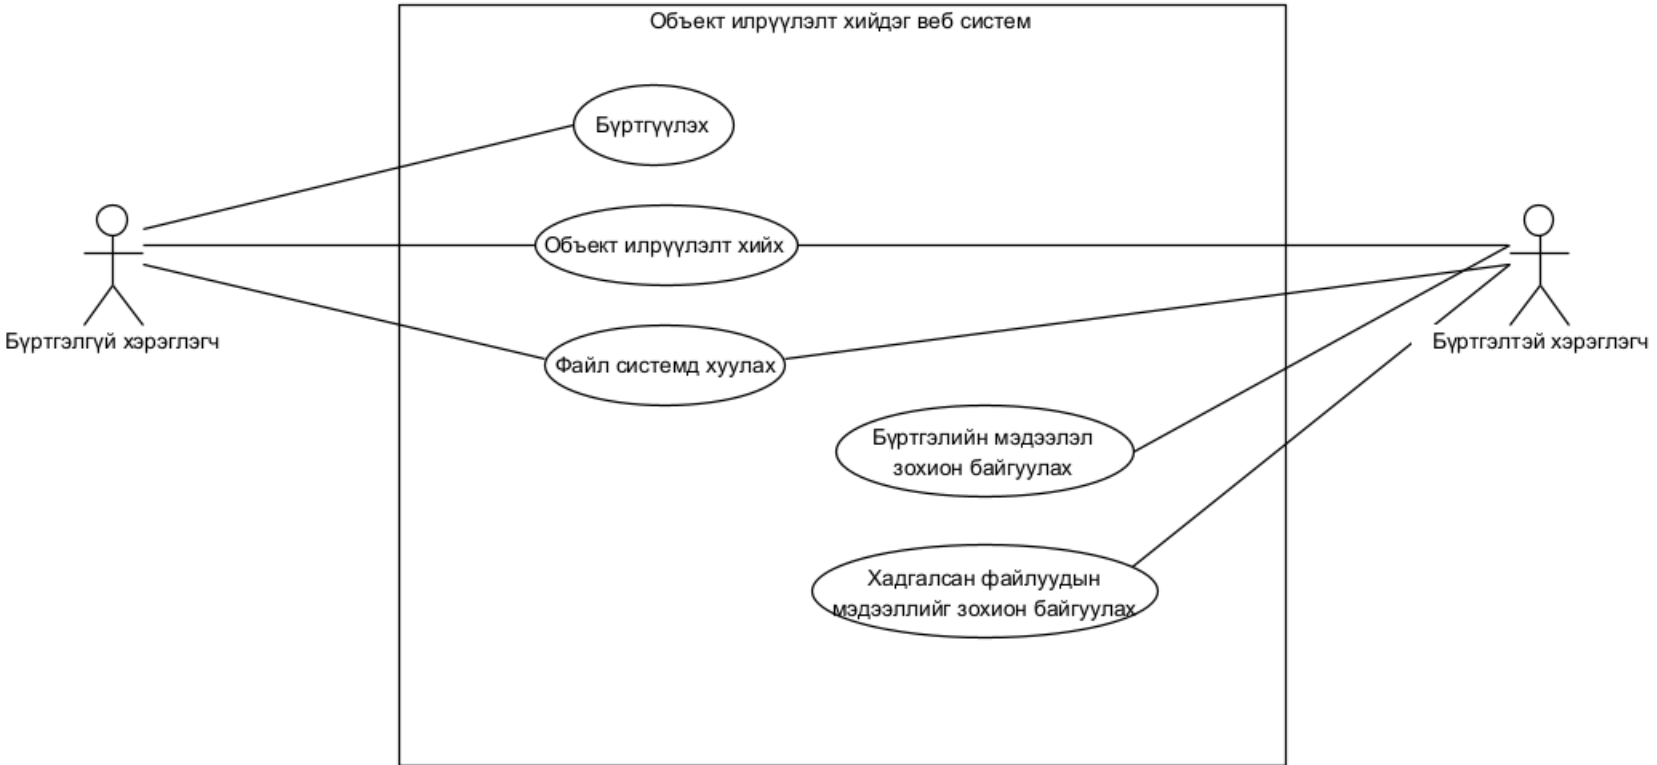 Объект илрүүлэлт хийдэг веб систем
Бүртгүүлэх
Объект илрүүлэлт хийх
Файл системд хуулах
Бүртгэлгүй хэрэглэгч
Бүртгэлтэй хэрэглэгч
Бүртгэлийн мэдээлэл
зохион байгуулах
Хадгалсан файлуудын
мэдээллийг зохион байгуулах